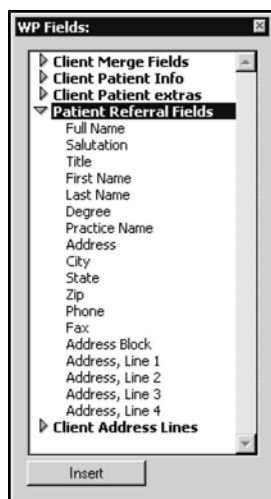 WP Fields:
Client Merge Fields
Client Patient Info
Client Patient extras
Patient Referral Fields
Full Name
Salutation
Title
First Name
Last Name
Degree
Practice Name
Address
City
State
Zip
Phone
Fax
Address Block
Address, Line 1
Address, Line 2
Address, Line 3
Address, Line 4
Client Address Lines
Insert